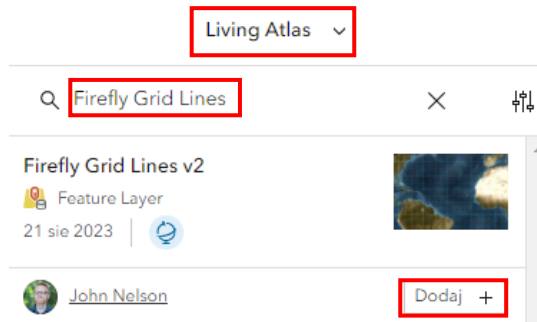 Living Atlas
Firefly Grid Lines
Firefly Grid Lines v2
Feature Layer
21 sie 2023
John Nelson
Dodaj +